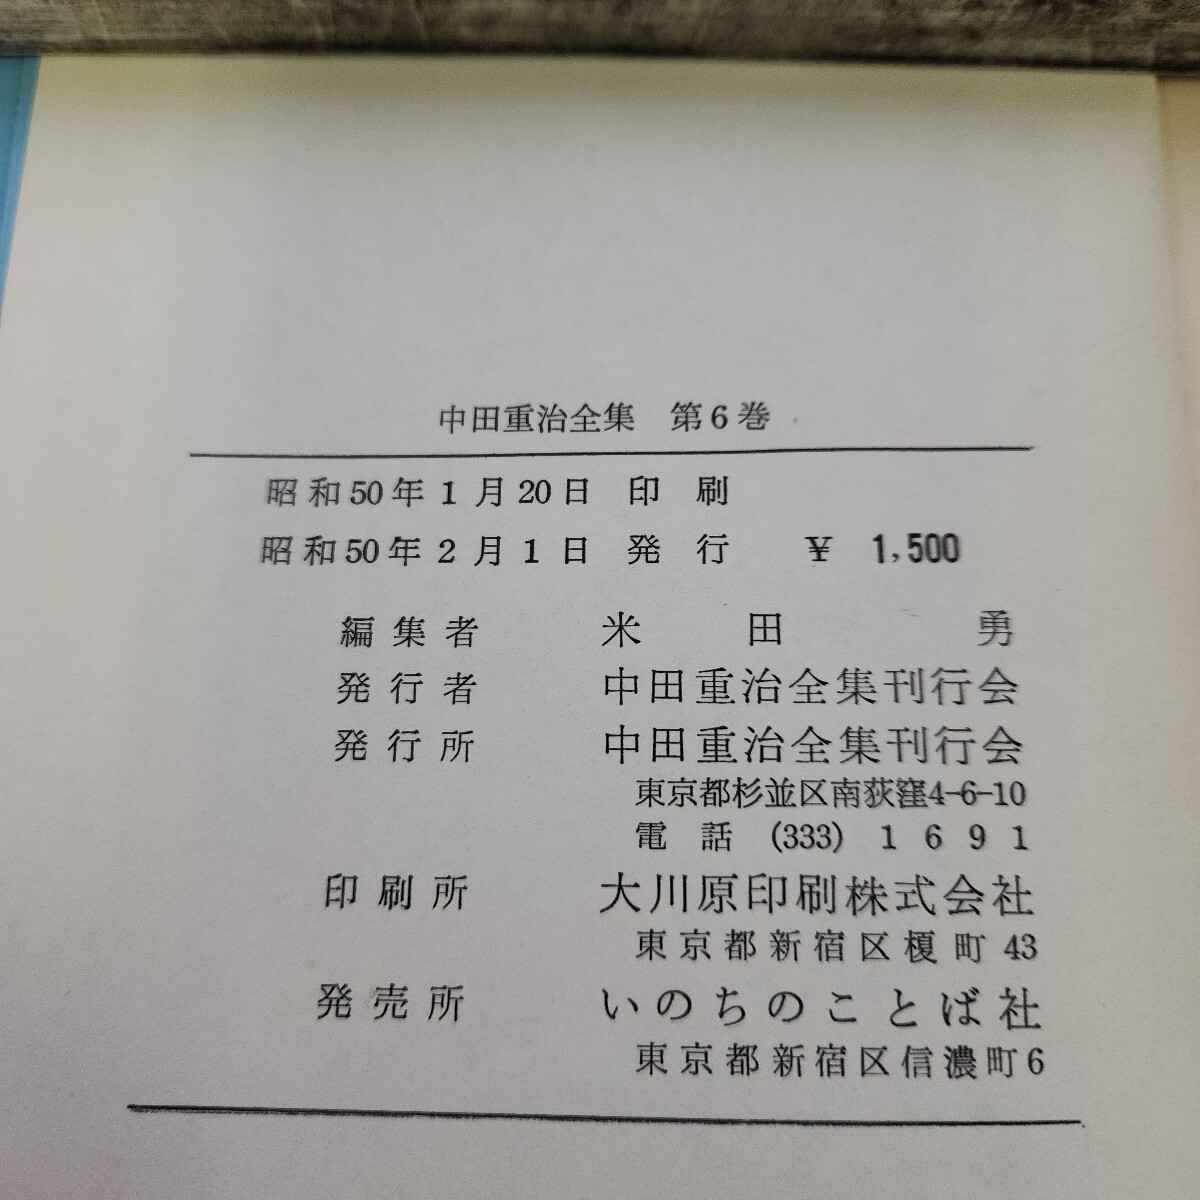 中田重治全集 第6巻
昭和50年1月20日 印刷
昭和50年2月1日 発行 ¥ 1,500
編集者 米田勇
発行者 中田重治全集刊行会
発行所 中田重治全集刊行会
東京都杉並区南荻窪4-6-10
電話 (333) 1691
印刷所 大川原印刷株式会社
東京都新宿区榎町43
発売所 いのちのことば社
東京都新宿区信濃町6